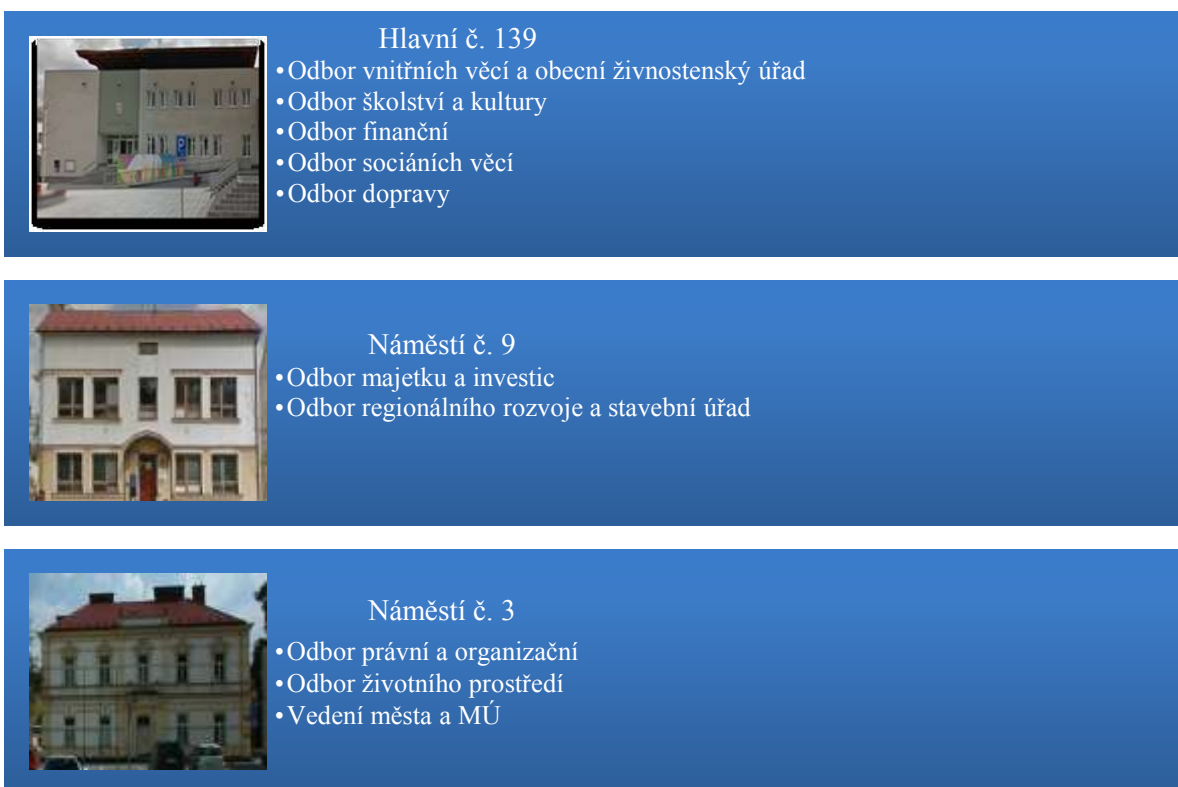 Hlavní č. 139
•Odbor vnitřních věcí a obecní živnostenský úřad
•Odbor školství a kultury
•Odbor finanční
•Odbor sociáních věcí
•Odbor dopravy
Náměstí č. 9
•Odbor majetku a investic
•Odbor regionálního rozvoje a stavební úřad
Náměstí č. 3
•Odbor právní a organizační
•Odbor životního prostředí
•Vedení města a MÚ